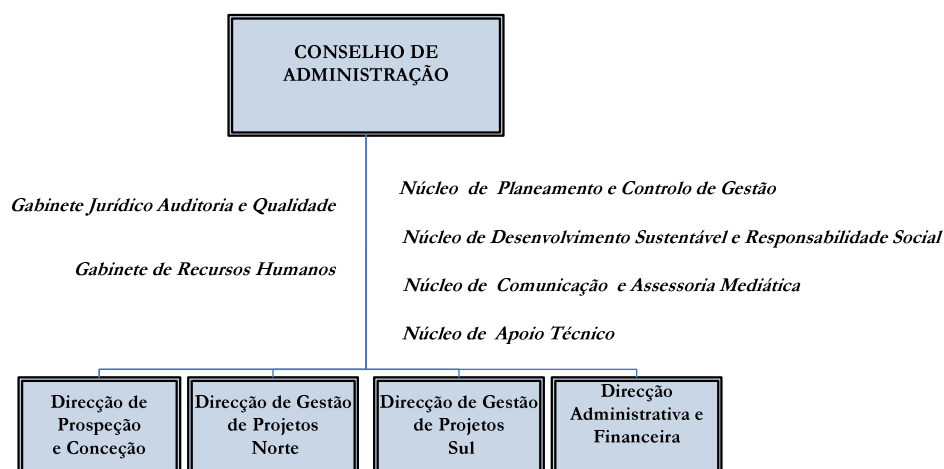 CONSELHO DE
ADMINISTRAÇÃO
Gabinete Jurídico Auditoria e Qualidade
Gabinete de Recursos Humanos
Núcleo de Planeamento e Controlo de Gestão
Núcleo de Desenvolvimento Sustentável e Responsabilidade Social
Núcleo de Comunicação e Assessoria Mediática
Núcleo de Apoio Técnico
Direcção de
Prospeção
e Conceção
Direcção de Gestão
de Projetos
Norte
Direcção de Gestão
de Projetos
Sul
Direcção
Administrativa e
Financeira